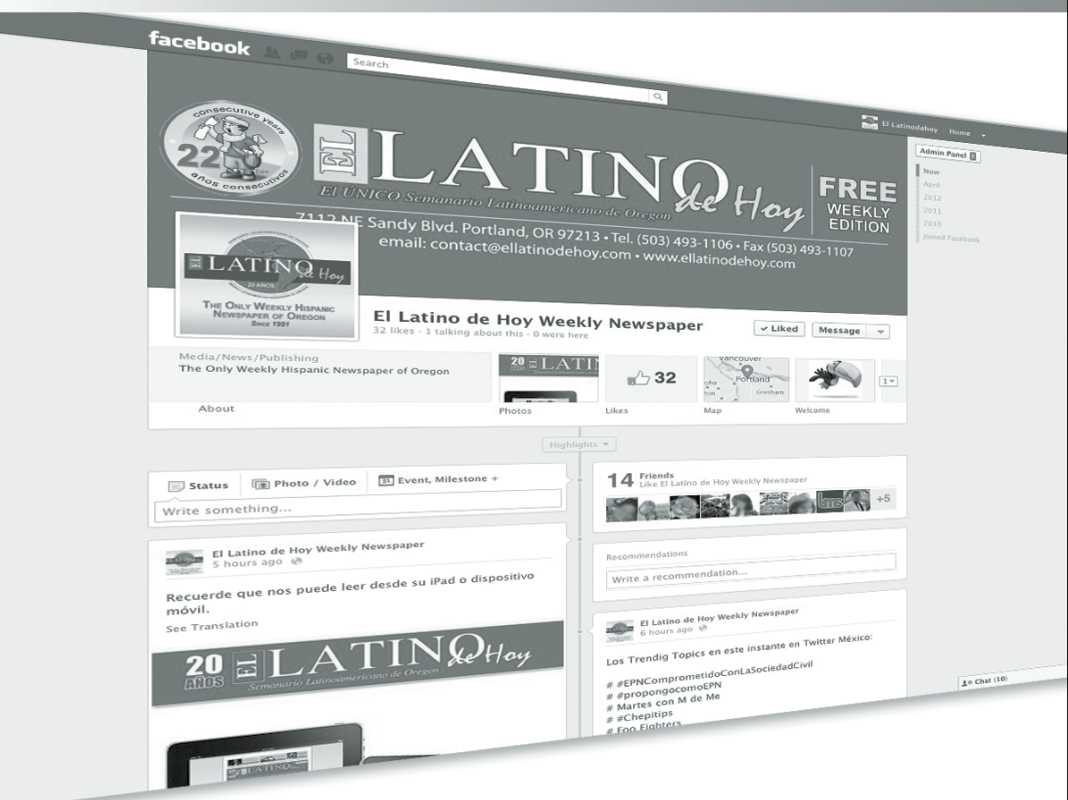 facebook
Search
El Latinodehoy Home
Admin Panel
Now
April
2012
2011
2010
Joined Facebook
consecutive years
22
años consecutivos
EL LATINO de Hoy
El ÚNICO Semanario Latinoamericano de Oregon
FREE
WEEKLY
EDITION
7112 NE Sandy Blvd. Portland, OR 97213 • Tel. (503) 493-1106 • Fax (503) 493-1107
email: contact@ellatinodehoy.com • www.ellatinodehoy.com
EL LATINO de Hoy
20 AÑOS
THE ONLY WEEKLY HISPANIC
NEWSPAPER OF OREGON
SINCE 1991
El Latino de Hoy Weekly Newspaper
32 likes · 1 talking about this · 0 were here
Liked
Message
Media/News/Publishing
The Only Weekly Hispanic Newspaper of Oregon
About
20 EL LATIN
Photos
32
Likes
Vancouver
Portland
Gresham
Map
Welcome
1
Highlights
Status
Photo / Video
31 Event, Milestone +
Write something...
El Latino de Hoy Weekly Newspaper
5 hours ago
Recuerde que nos puede leer desde su iPad o dispositivo
móvil.
See Translation
20
AÑOS
EL LATINO de Hoy
Semanario Latinoamericano de Oregon
LATINO
14 Friends
Like El Latino de Hoy Weekly Newspaper
+5
Recommendations
Write a recommendation...
El Latino de Hoy Weekly Newspaper
6 hours ago
Los Trendig Topics en este instante en Twitter México:
# #EPNComprometidoConLaSociedadCivil
# #propongocomoEPN
# Martes con M de Me
# #Chepitips
# Foo Fighters
Chat (10)